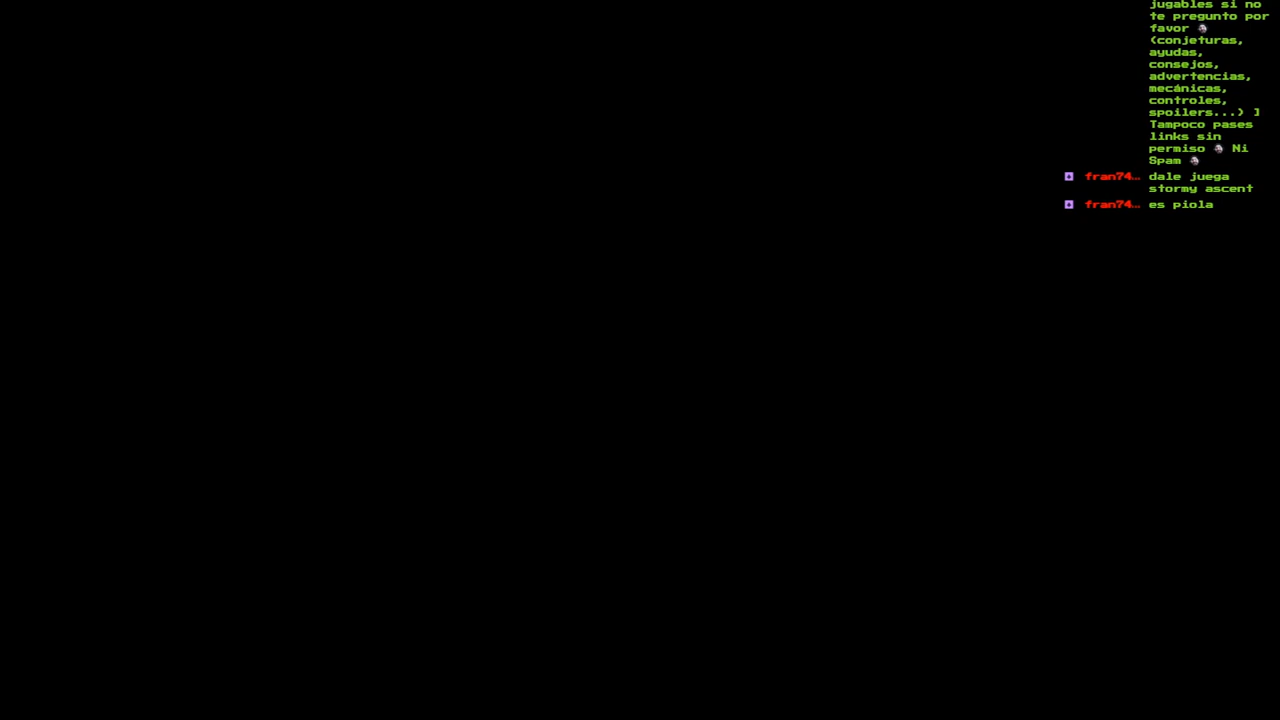 jugables si no
te pregunto por
favor
(conjeturas,
ayudas,
consejos,
advertencias,
mecánicas,
controles,
spoilers...) ]
Tampoco pases
links sin
permiso Ni
Spam
fran74… dale juega
stormy ascent
fran74… es piola